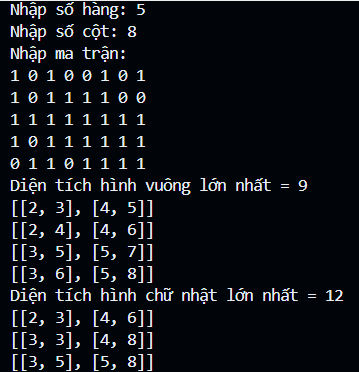 Nhập số hàng: 5
Nhập số cột: 8
Nhập ma trận:
1 0 1 0 0 1 0 1
1 0 1 1 1 1 0 0
1 1 1 1 1 1 1 1
1 0 1 1 1 1 1 1
0 1 1 0 1 1 1 1
Diện tích hình vuông lớn nhất = 9
[[2, 3], [4, 5]]
[[2, 4], [4, 6]]
[[3, 5], [5, 7]]
[[3, 6], [5, 8]]
Diện tích hình chữ nhật lớn nhất = 12
[[2, 3], [4, 6]]
[[3, 3], [4, 8]]
[[3, 5], [5, 8]]